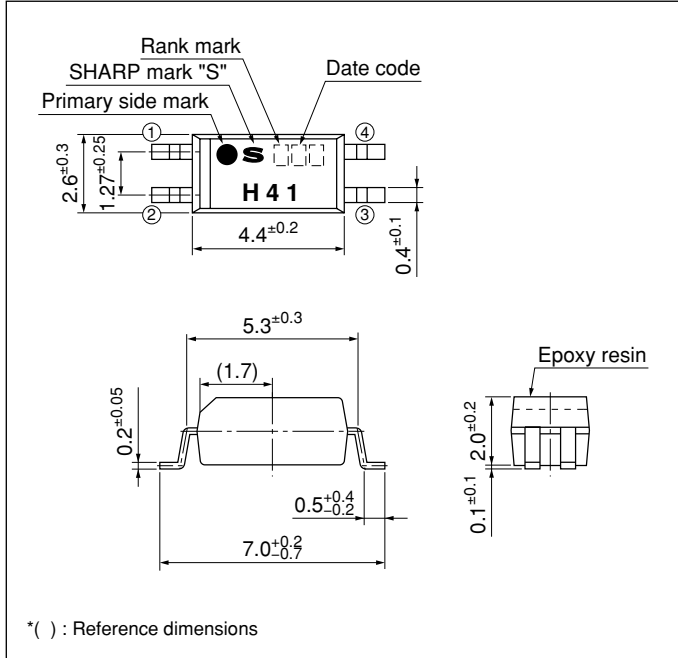 Rank mark
SHARP mark "S"
Date code
Primary side mark
① ④
S
H41
② ③
2.6±0.3
1.27±0.25
4.4±0.2
0.4±0.1
5.3±0.3
(1.7)
Epoxy resin
0.2±0.05
2.0±0.2
0.1±0.1
0.5+0.4−0.2
7.0+0.2−0.7
*( ) : Reference dimensions